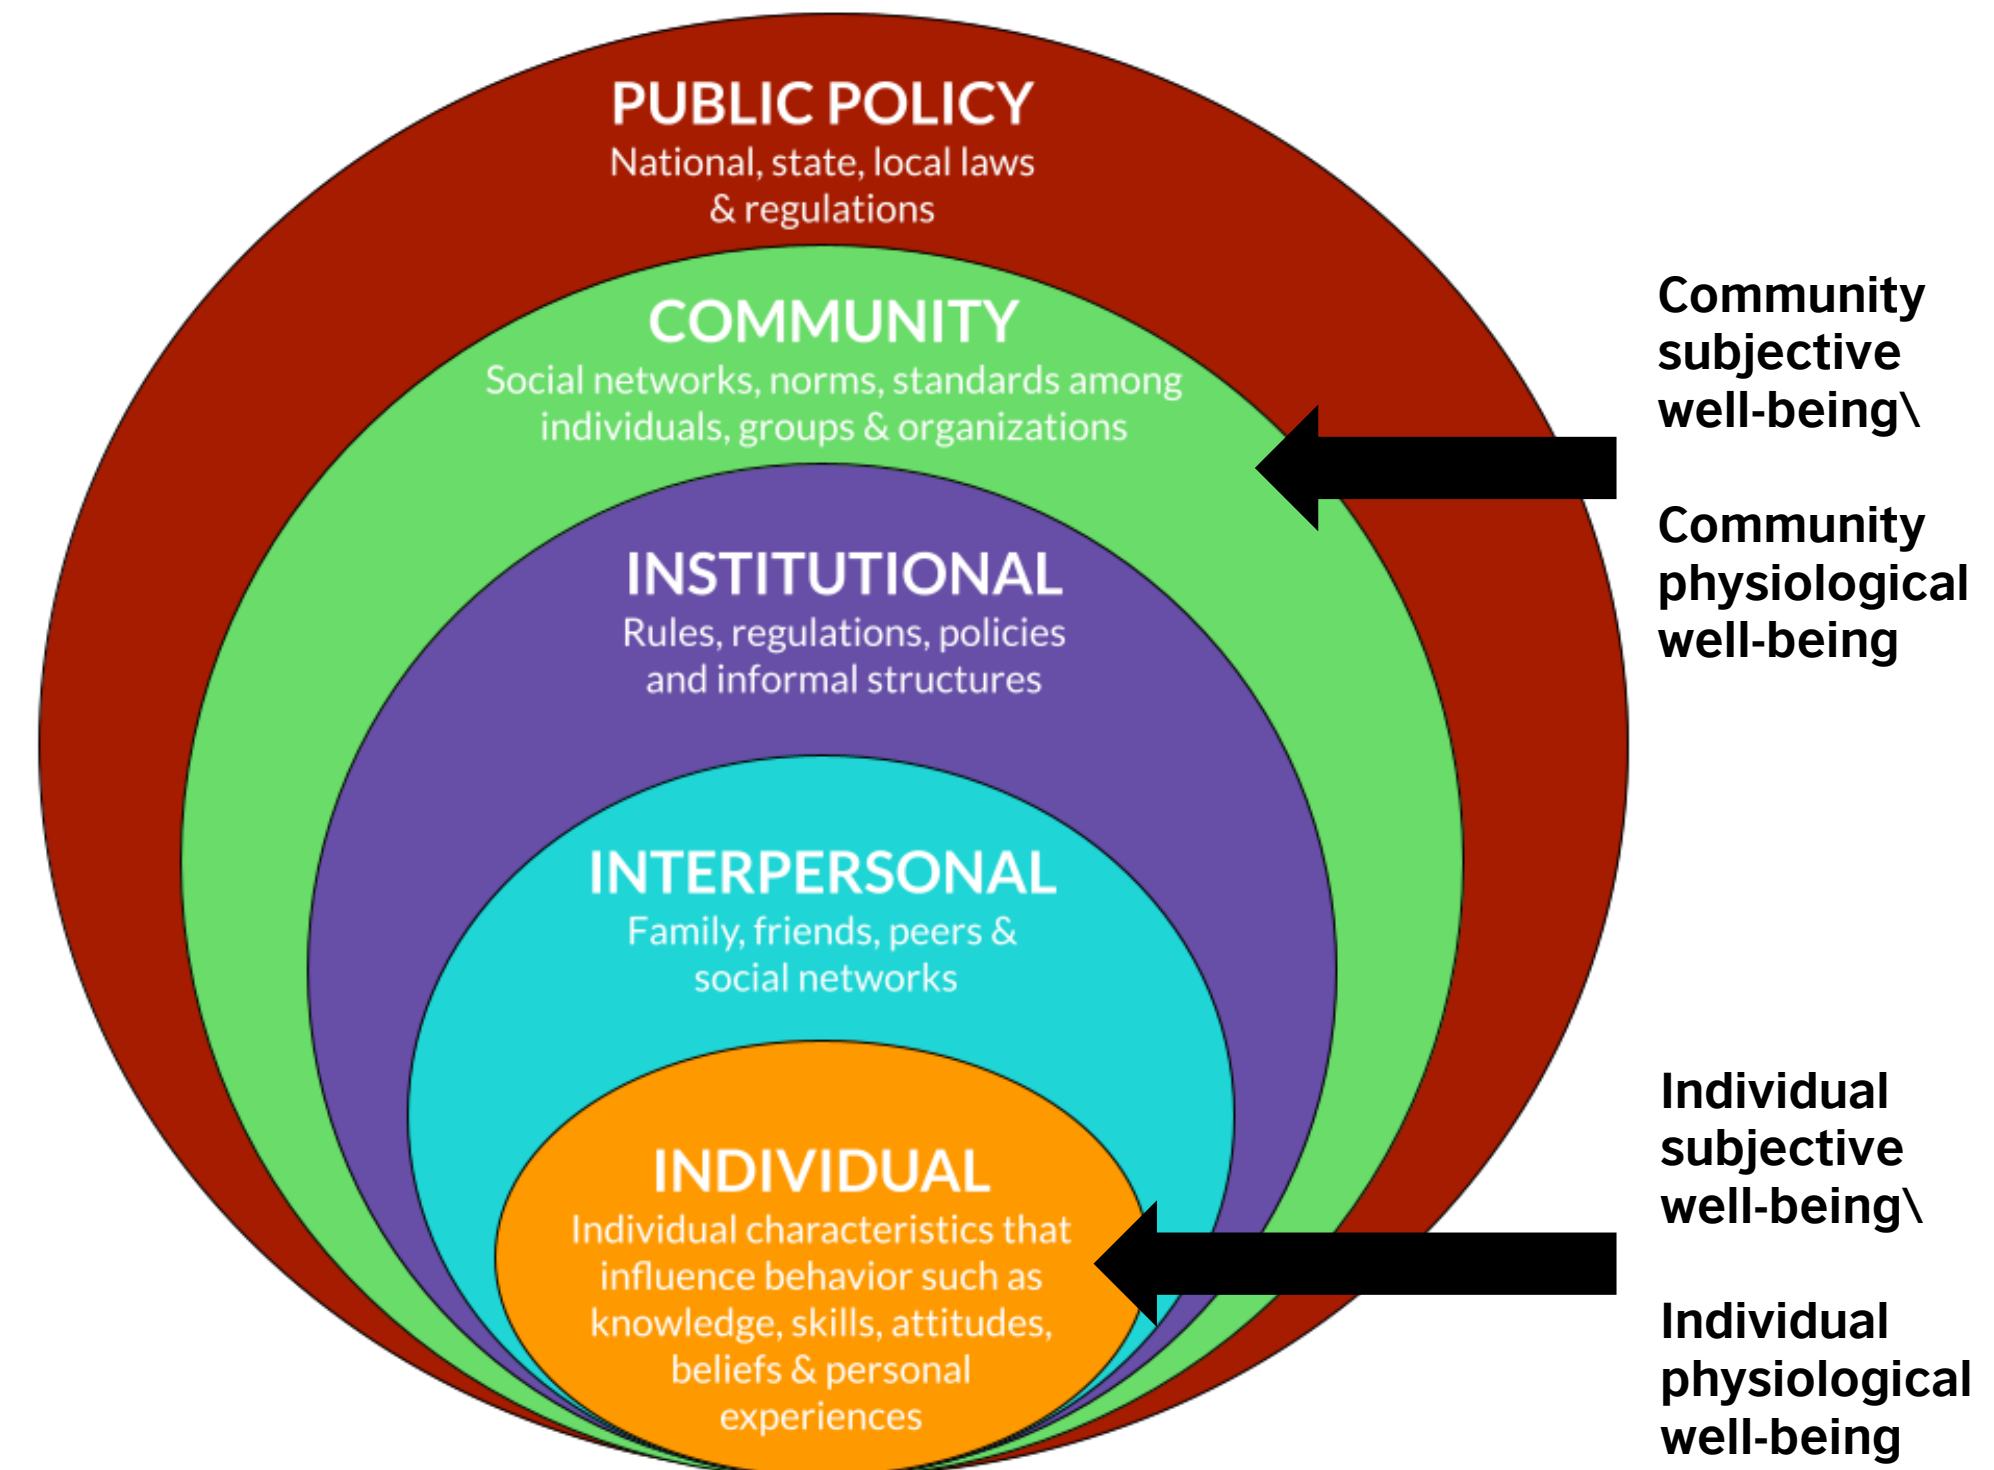 PUBLIC POLICY
National, state, local laws
& regulations
COMMUNITY
Social networks, norms, standards among
individuals, groups & organizations
INSTITUTIONAL
Rules, regulations, policies
and informal structures
INTERPERSONAL
Family, friends, peers &
social networks
INDIVIDUAL
Individual characteristics that
influence behavior such as
knowledge, skills, attitudes,
beliefs & personal
experiences
Community
subjective
well-being\
Community
physiological
well-being
Individual
subjective
well-being\
Individual
physiological
well-being